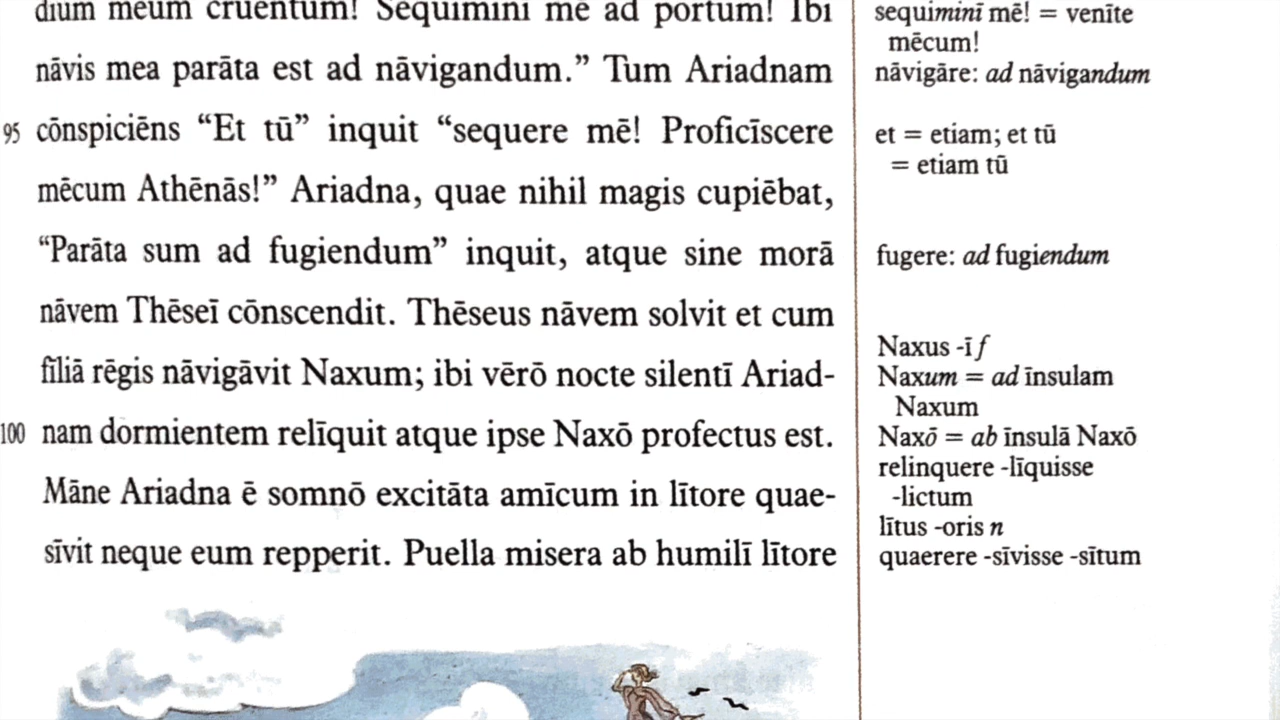 dium meum cruentum! Sequiminī mē ad portum! Ibi
nāvis mea parāta est ad nāvigandum.” Tum Ariadnam
95 cōnspiciēns “Et tū” inquit “sequere mē! Proficīscere
mēcum Athēnās!” Ariadna, quae nihil magis cupiēbat,
“Parāta sum ad fugiendum” inquit, atque sine morā
nāvem Thēseī cōnscendit. Thēseus nāvem solvit et cum
fīliā rēgis nāvigāvit Naxum; ibi vērō nocte silentī Ariad-
100 nam dormientem relīquit atque ipse Naxō profectus est.
Māne Ariadna ē somnō excitāta amīcum in lītore quae-
sīvit neque eum repperit. Puella misera ab humilī lītore
sequiminī mē! = venīte
mēcum!
nāvigāre: ad nāvigandum
et = etiam; et tū
= etiam tū
fugere: ad fugiendum
Naxus -ī f
Naxum = ad īnsulam
Naxum
Naxō = ab īnsulā Naxō
relinquere -līquisse
-lictum
lītus -oris n
quaerere -sīvisse -sītum